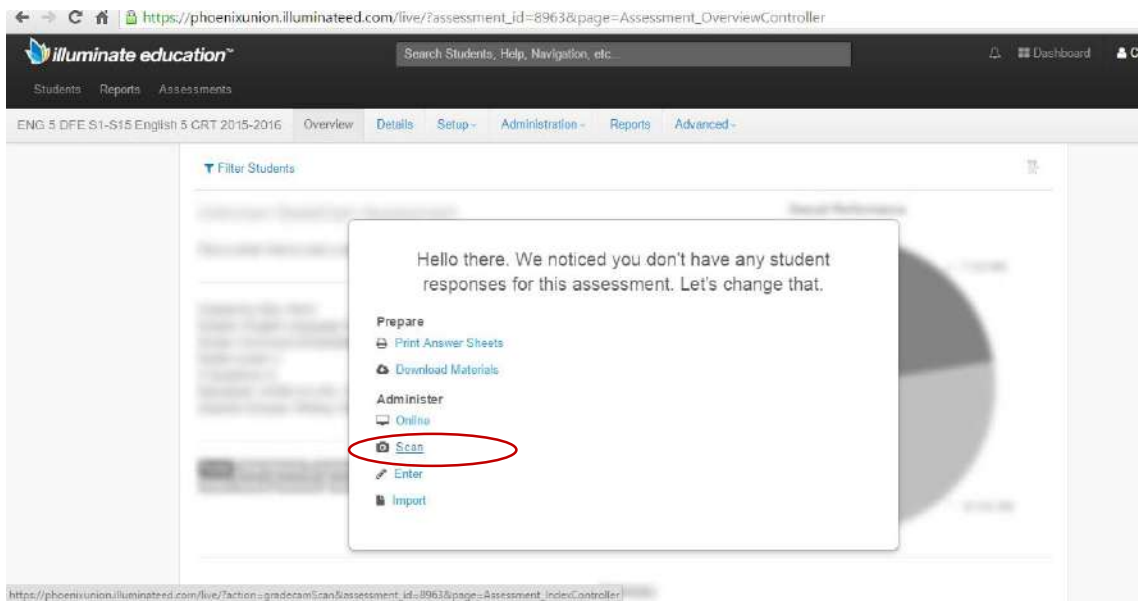 https://phoenixunion.illuminateed.com/live/?assessment_id=8963&page=Assessment_OverviewController
illuminate education™
Search Students, Help, Navigation, etc...
Dashboard
C
Students Reports Assessments
ENG 5 DFE S1-S15 English 5 CRT 2015-2016 Overview Details Setup Administration Reports Advanced
Filter Students
Hello there. We noticed you don't have any student
responses for this assessment. Let's change that.
Prepare
Print Answer Sheets
Download Materials
Administer
Online
Scan
Enter
Import
https://phoenixunion.illuminateed.com/live/?action=gradecamScan&assessment_id=8963&page=Assessment_IndexController